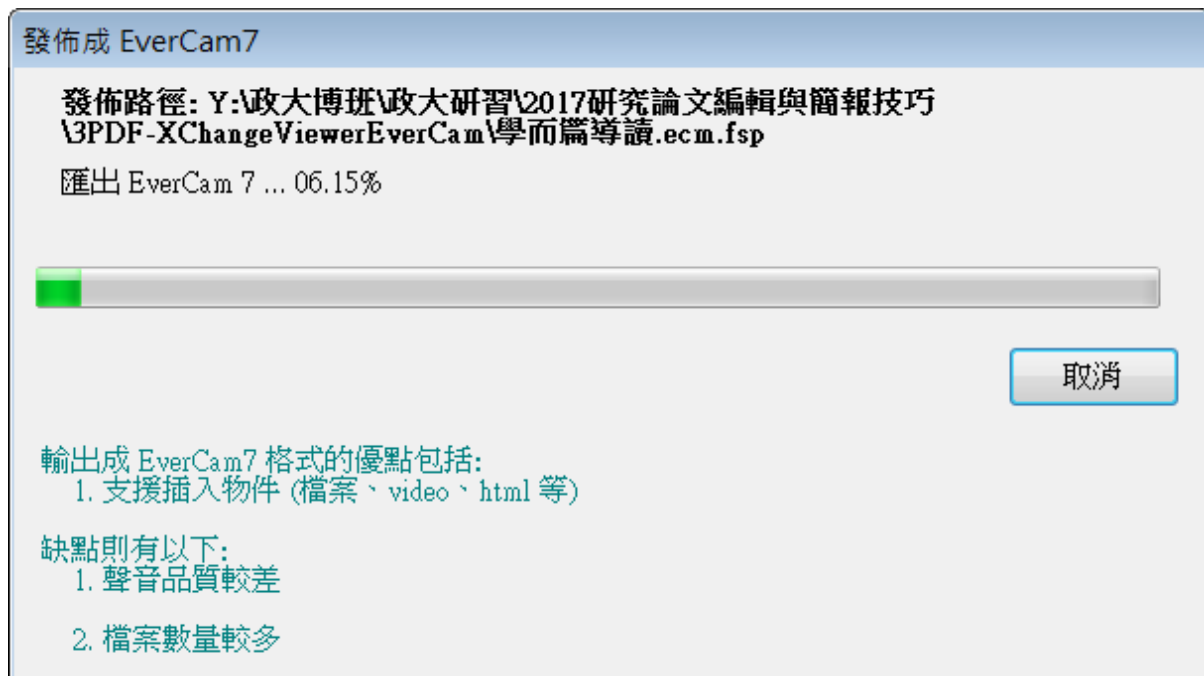 發佈成 EverCam7
發佈路徑: Y:\政大博班\政大研習\2017研究論文編輯與簡報技巧
\3PDF-XChangeViewerEverCam\學而篇導讀.ecm.fsp
匯出 EverCam 7 ... 06.15%
取消
輸出成 EverCam7 格式的優點包括:
1. 支援插入物件 (檔案、video、html 等)
缺點則有以下:
1. 聲音品質較差
2. 檔案數量較多